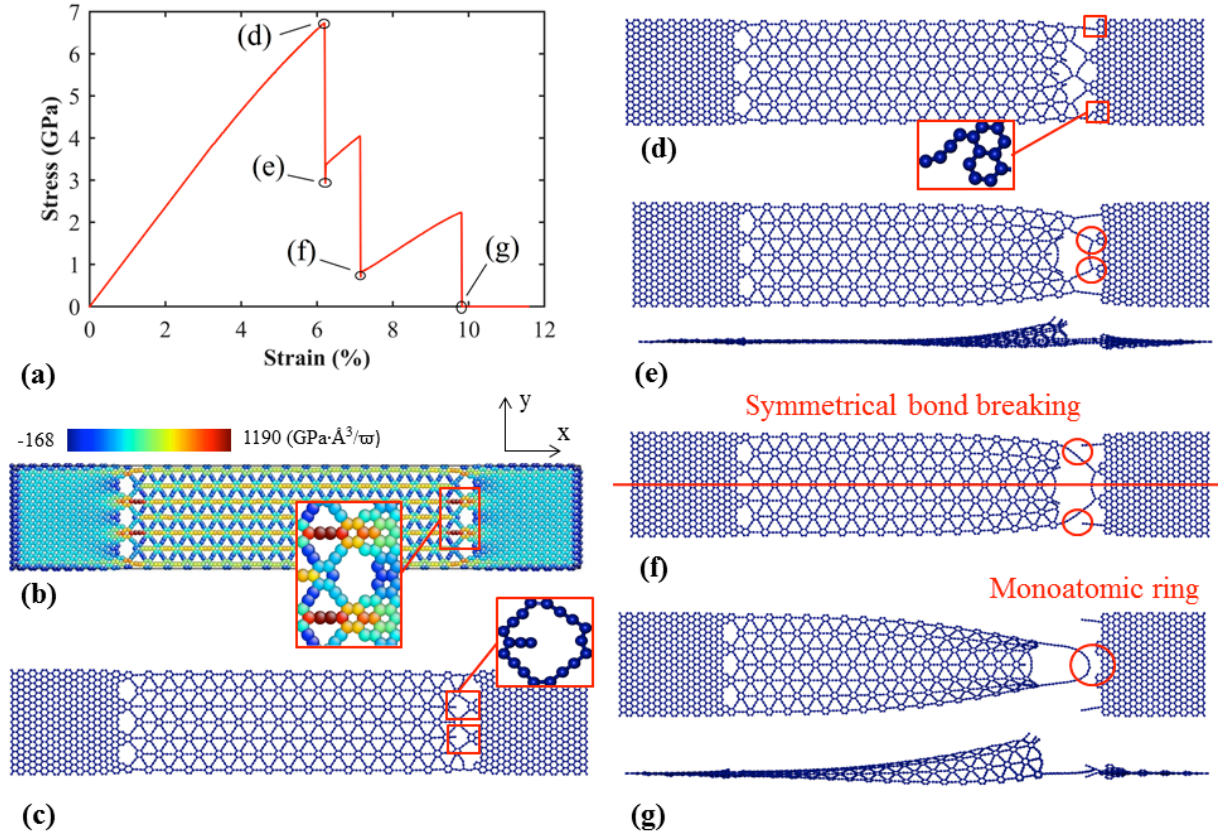 7
6
5
4
3
2
1
0
Stress (GPa)
0 2 4 6 8 10 12
Strain (%)
(d)
(e)
(f)
(g)
(a)
-168
1190 (GPa·Å³/ϖ)
y
x
(b)
(c)
(d)
(e)
Symmetrical bond breaking
(f)
Monoatomic ring
(g)